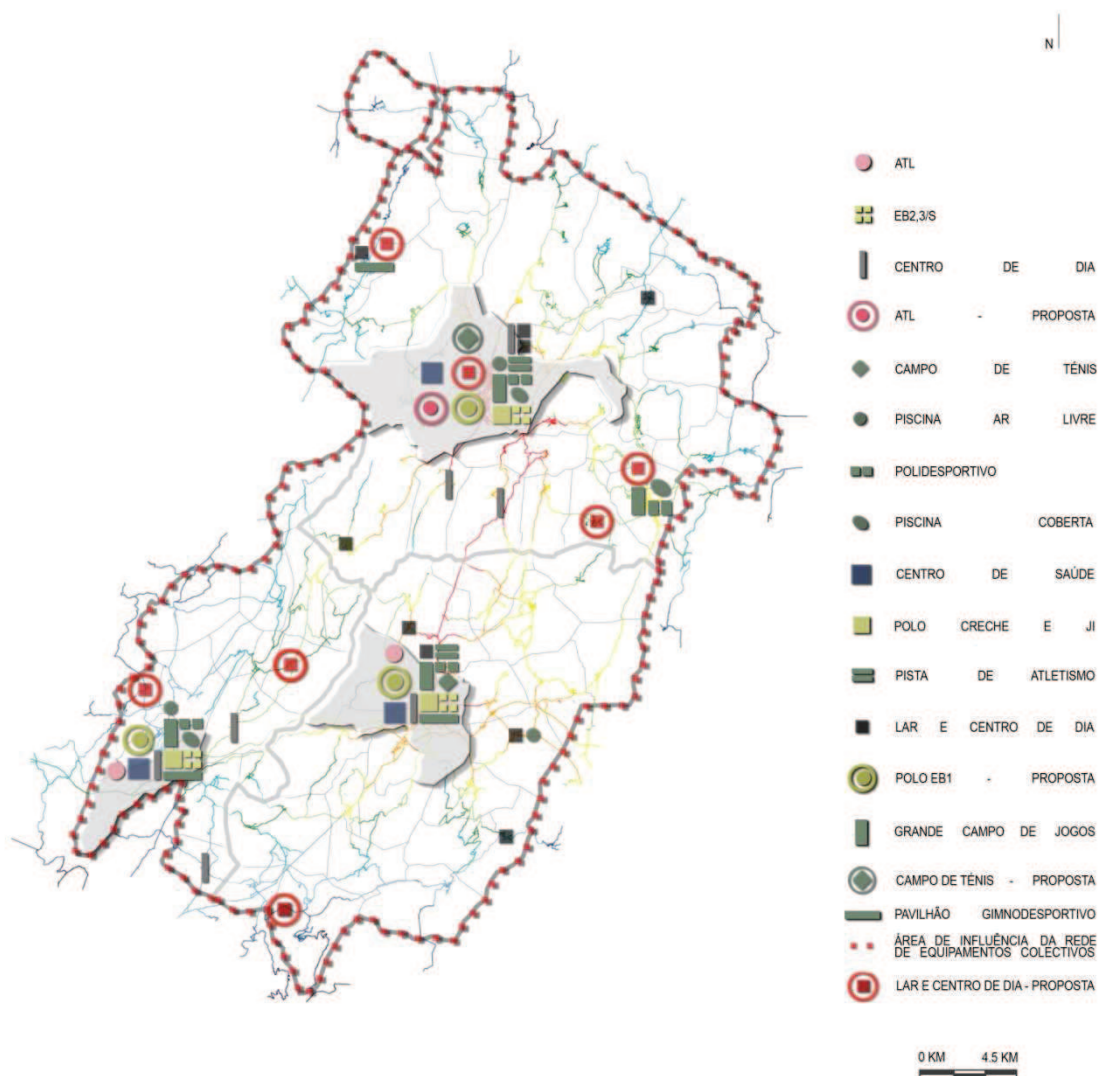 N
ATL
EB2,3/S
CENTRO DE DIA
ATL - PROPOSTA
CAMPO DE TÉNIS
PISCINA AR LIVRE
POLIDESPORTIVO
PISCINA COBERTA
CENTRO DE SAÚDE
POLO CRECHE E JI
PISTA DE ATLETISMO
LAR E CENTRO DE DIA
POLO EB1 - PROPOSTA
GRANDE CAMPO DE JOGOS
CAMPO DE TÉNIS - PROPOSTA
PAVILHÃO GIMNODESPORTIVO
ÁREA DE INFLUÊNCIA DA REDE
DE EQUIPAMENTOS COLECTIVOS
LAR E CENTRO DE DIA - PROPOSTA
0 KM 4.5 KM